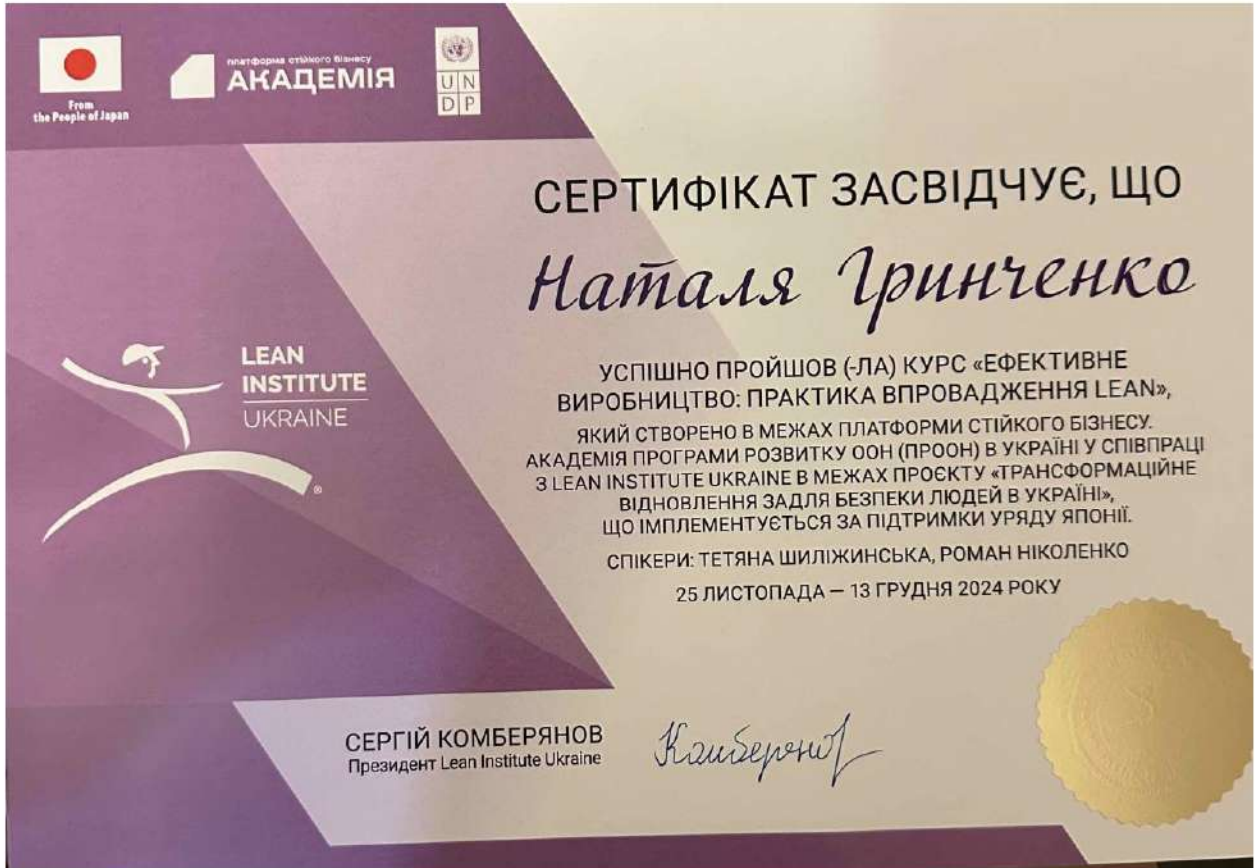 From
the People of Japan
платформа стійкого бізнесу
АКАДЕМІЯ
U N
D P
СЕРТИФІКАТ ЗАСВІДЧУЄ, ЩО
Наталя Гринченко
LEAN
INSTITUTE
UKRAINE
®
УСПІШНО ПРОЙШОВ (-ЛА) КУРС «ЕФЕКТИВНЕ
ВИРОБНИЦТВО: ПРАКТИКА ВПРОВАДЖЕННЯ LEAN»,
ЯКИЙ СТВОРЕНО В МЕЖАХ ПЛАТФОРМИ СТІЙКОГО БІЗНЕСУ.
АКАДЕМІЯ ПРОГРАМИ РОЗВИТКУ ООН (ПРООН) В УКРАЇНІ У СПІВПРАЦІ
З LEAN INSTITUTE UKRAINE В МЕЖАХ ПРОЄКТУ «ТРАНСФОРМАЦІЙНЕ
ВІДНОВЛЕННЯ ЗАДЛЯ БЕЗПЕКИ ЛЮДЕЙ В УКРАЇНІ»,
ЩО ІМПЛЕМЕНТУЄТЬСЯ ЗА ПІДТРИМКИ УРЯДУ ЯПОНІЇ.
СПІКЕРИ: ТЕТЯНА ШИЛІЖИНСЬКА, РОМАН НІКОЛЕНКО
25 ЛИСТОПАДА — 13 ГРУДНЯ 2024 РОКУ
СЕРГІЙ КОМБЕРЯНОВ
Президент Lean Institute Ukraine